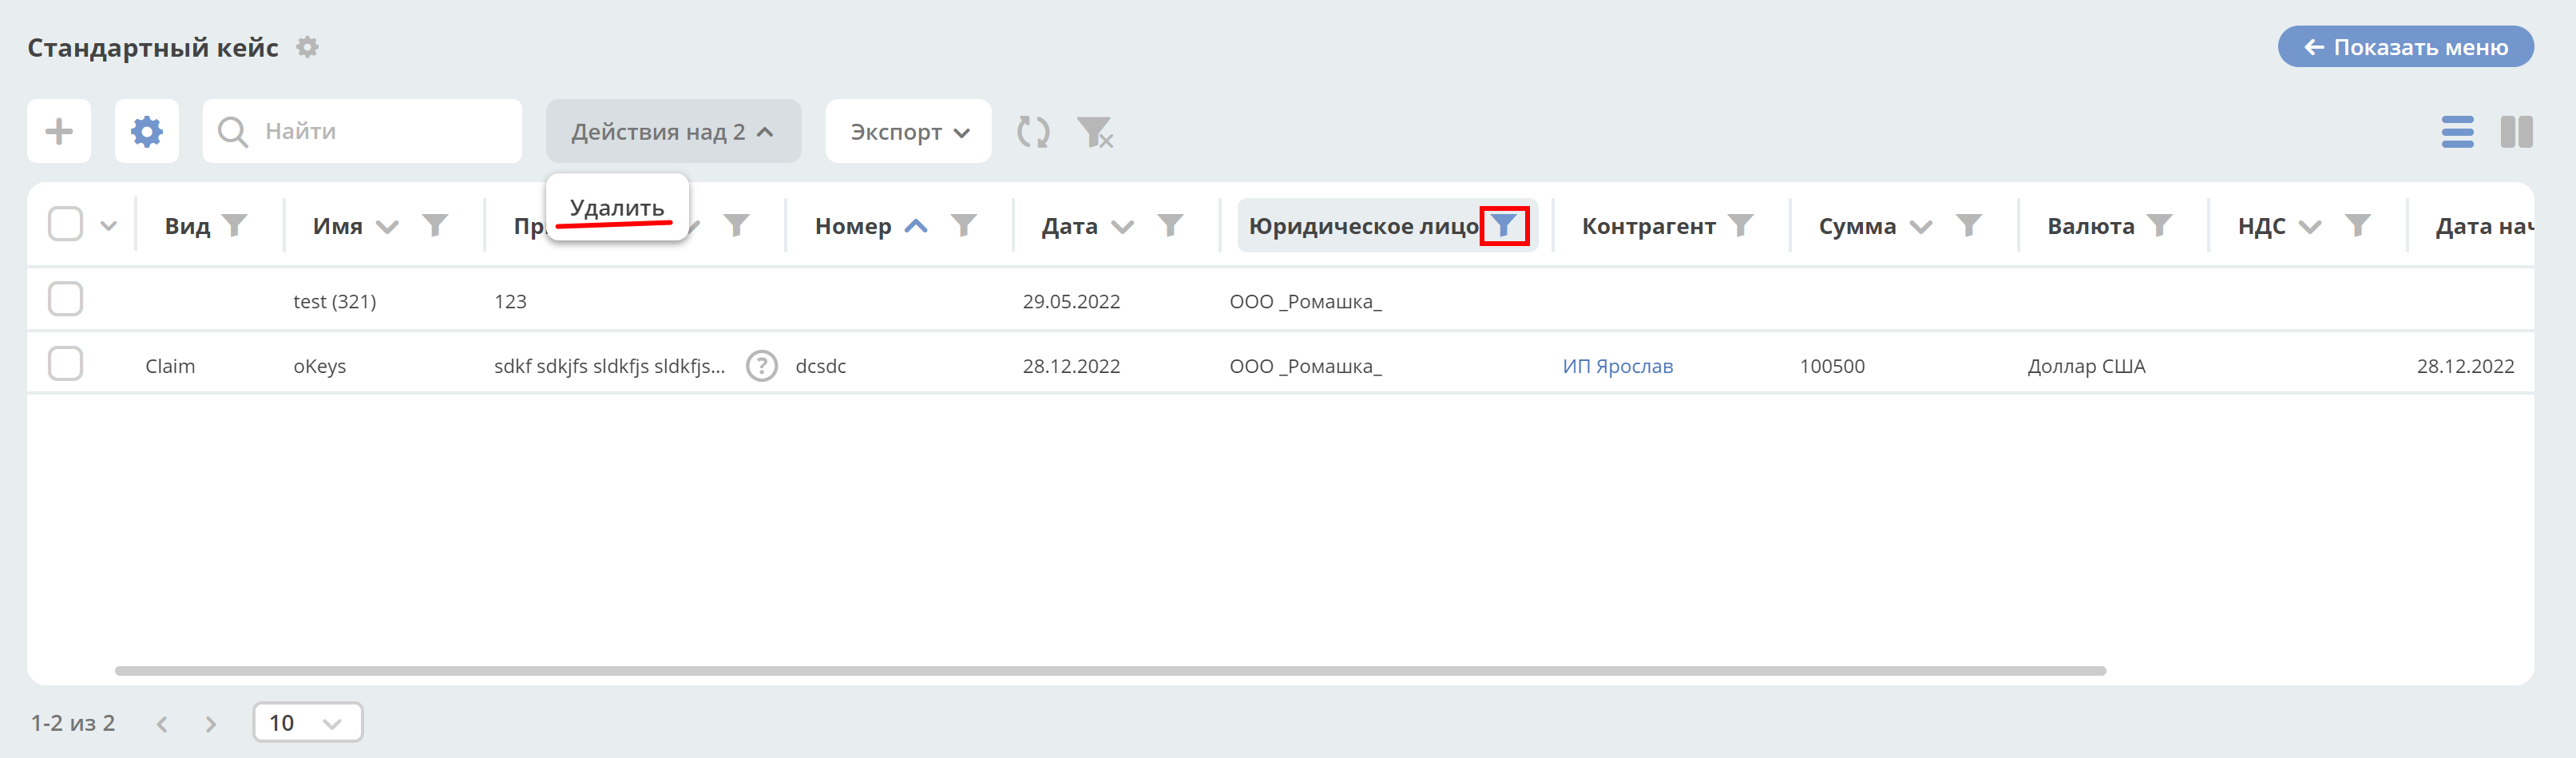 Стандартный кейс
Показать меню
Найти
Действия над 2
Экспорт
Удалить
Вид Имя Номер Дата Юридическое лицо Контрагент Сумма Валюта НДС Дата нач
test (321) 123 29.05.2022 ООО _Ромашка_
Claim oKeys sdkf sdkjfs sldkfjs sldkfjs... ? dcsdc 28.12.2022 ООО _Ромашка_ ИП Ярослав 100500 Доллар США 28.12.2022
1-2 из 2
10